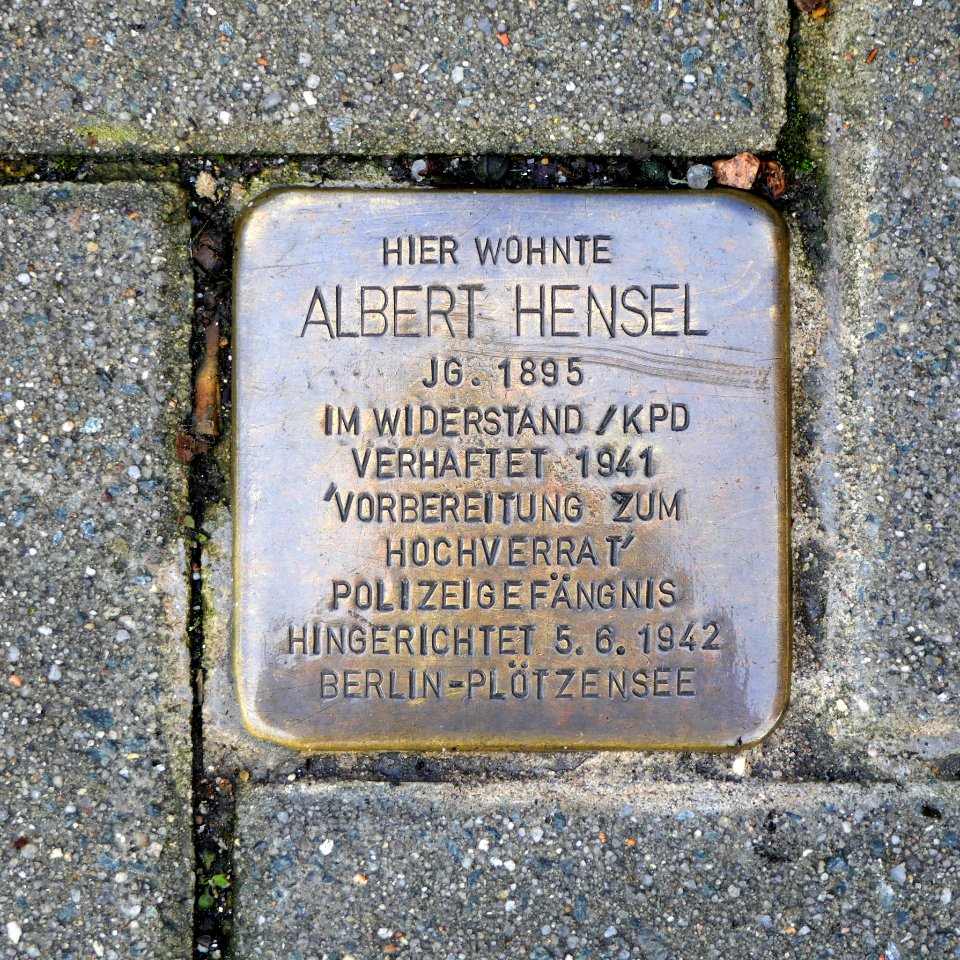 HIER WOHNTE
ALBERT HENSEL
JG. 1895
IM WIDERSTAND / KPD
VERHAFTET 1941
'VORBEREITUNG ZUM
HOCHVERRAT'
POLIZEIGEFÄNGNIS
HINGERICHTET 5.6.1942
BERLIN-PLÖTZENSEE